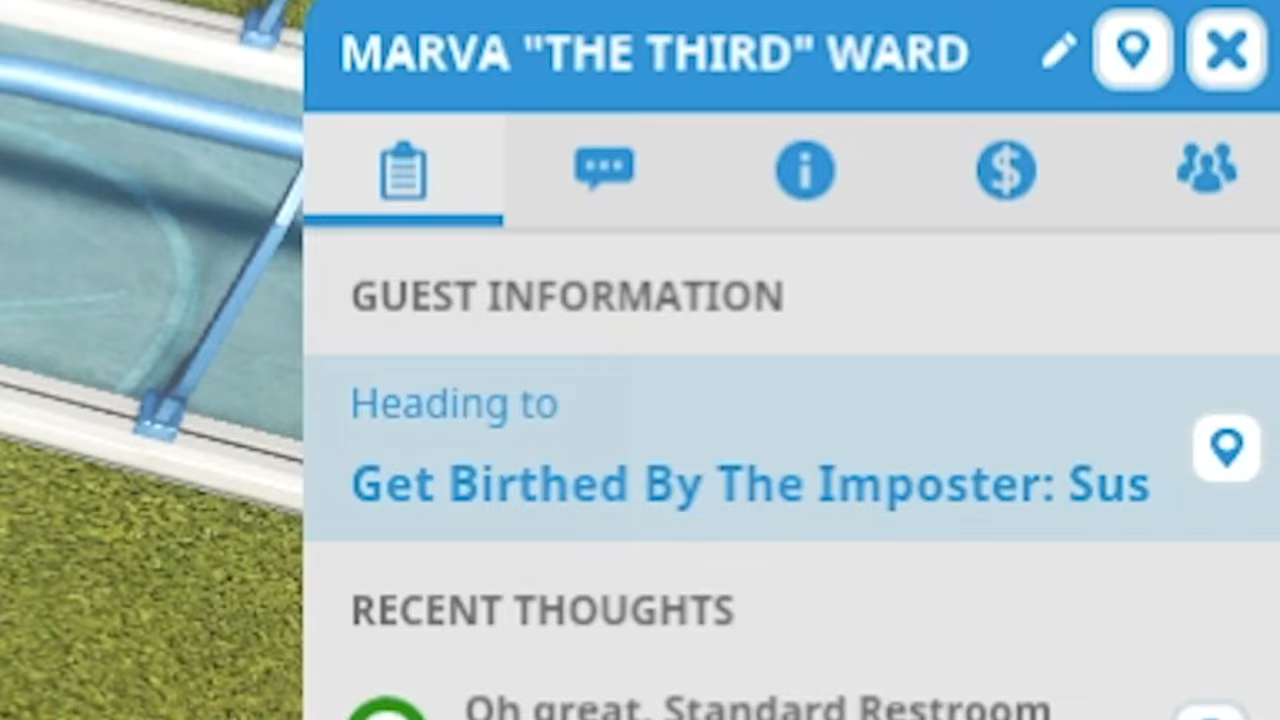 MARVA "THE THIRD" WARD
GUEST INFORMATION
Heading to
Get Birthed By The Imposter: Sus
RECENT THOUGHTS
Oh great, Standard Restroom